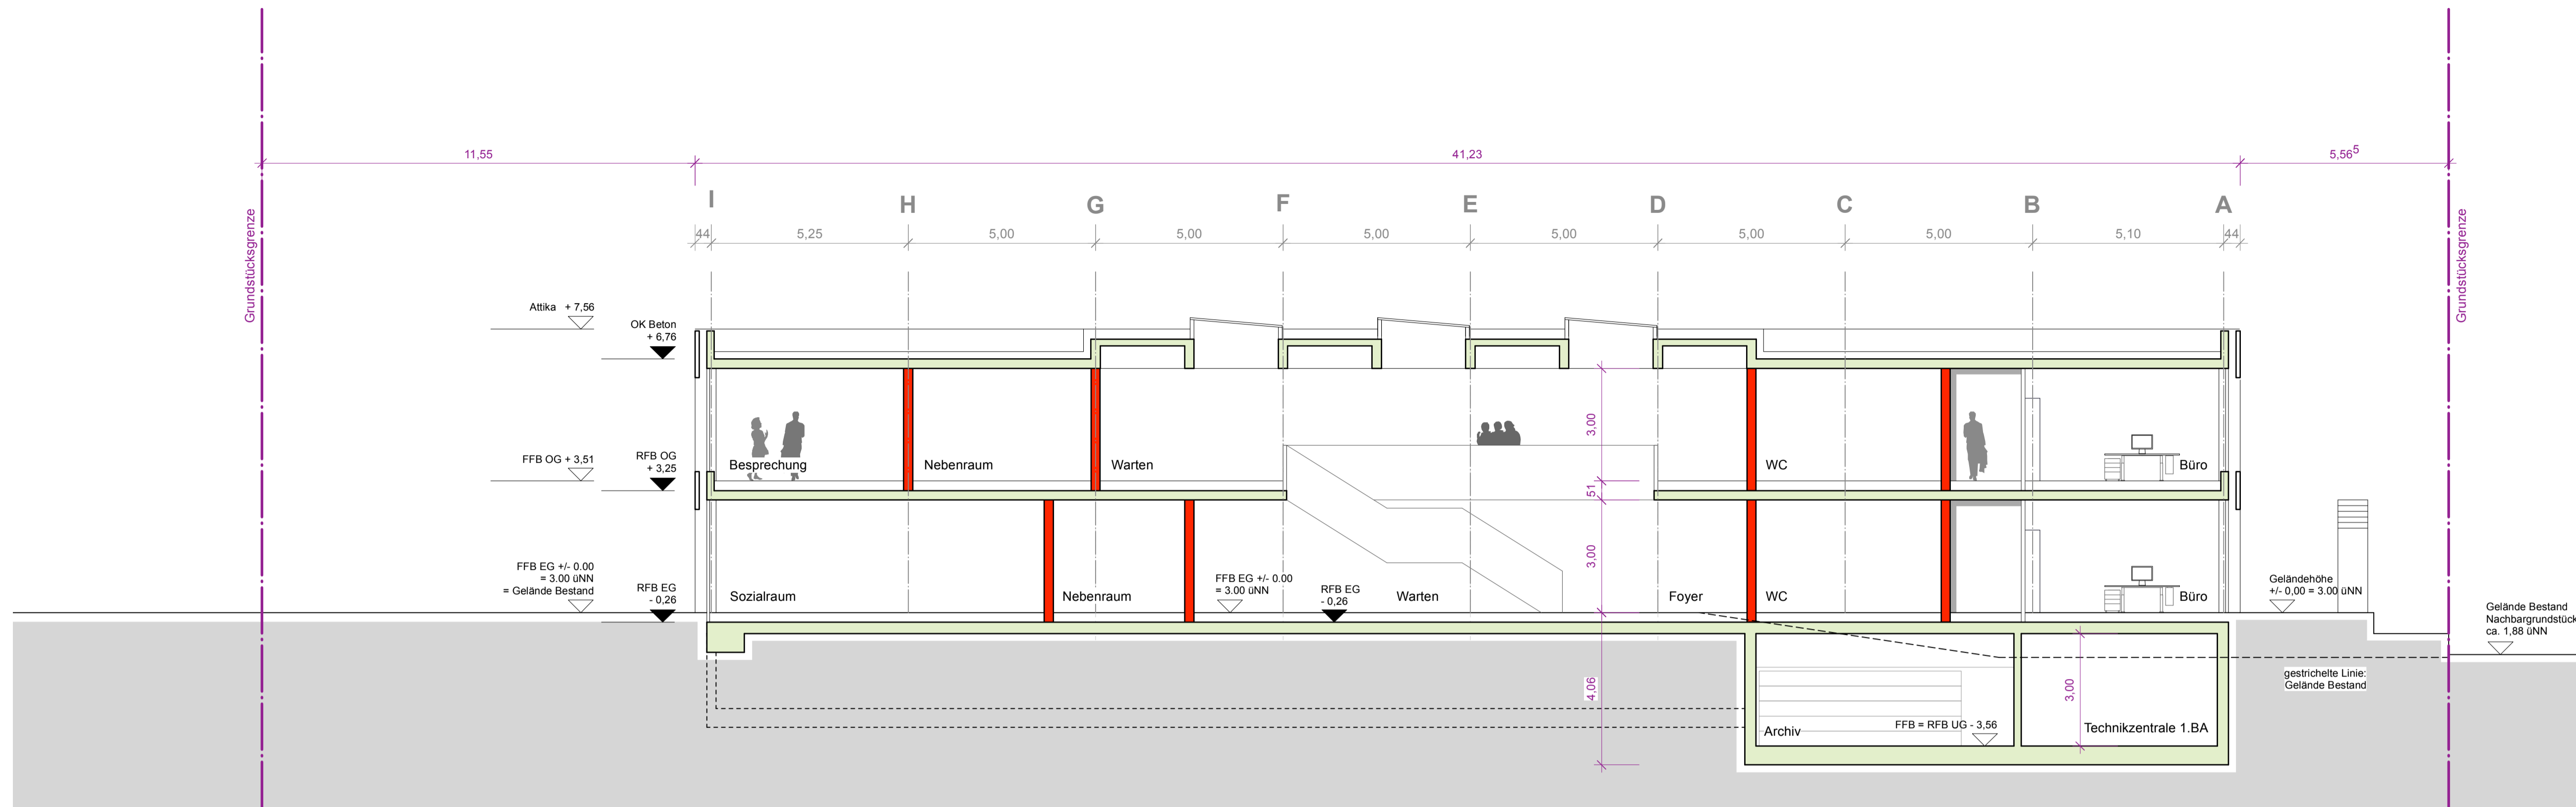 11,55
41,23
5,56⁵
Grundstücksgrenze
I
H
G
F
E
D
C
B
A
Grundstücksgrenze
44
5,25
5,00
5,00
5,00
5,00
5,00
5,00
5,10
44
Attika + 7,56
OK Beton
+ 6,76
FFB OG + 3,51
RFB OG
+ 3,25
Besprechung
Nebenraum
Warten
3,00
51
WC
Büro
FFB EG +/- 0.00
= 3.00 üNN
= Gelände Bestand
RFB EG
- 0,26
Sozialraum
Nebenraum
FFB EG +/- 0.00
= 3.00 üNN
RFB EG
- 0,26
Warten
3,00
Foyer
WC
Büro
Geländehöhe
+/- 0,00 = 3.00 üNN
Gelände Bestand
Nachbargrundstück
ca. 1,88 üNN
gestrichelte Linie:
Gelände Bestand
4,06
Archiv
FFB = RFB UG - 3,56
3,00
Technikzentrale 1.BA